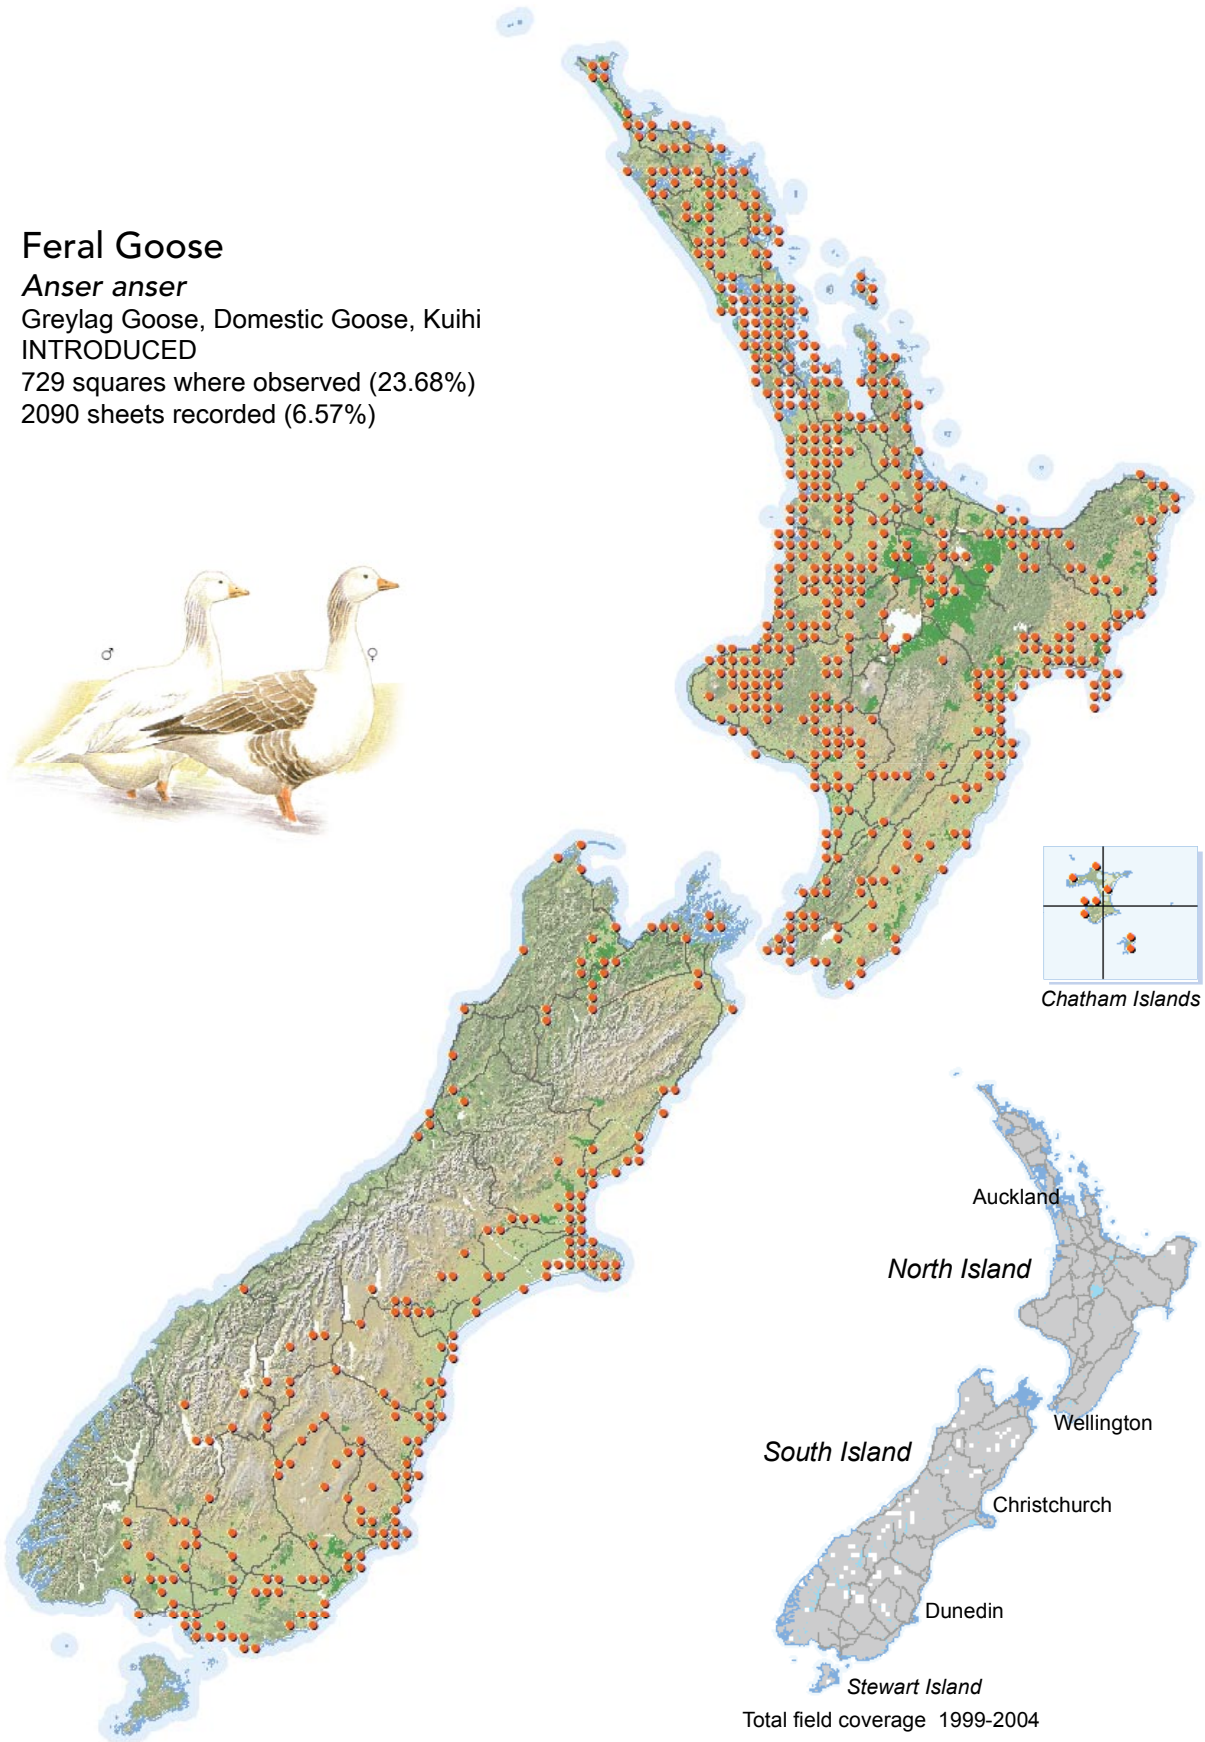 Feral Goose
Anser anser
Greylag Goose, Domestic Goose, Kuihi
INTRODUCED
729 squares where observed (23.68%)
2090 sheets recorded (6.57%)
♂
♀
Chatham Islands
Auckland
North Island
Wellington
South Island
Christchurch
Dunedin
Stewart Island
Total field coverage 1999-2004